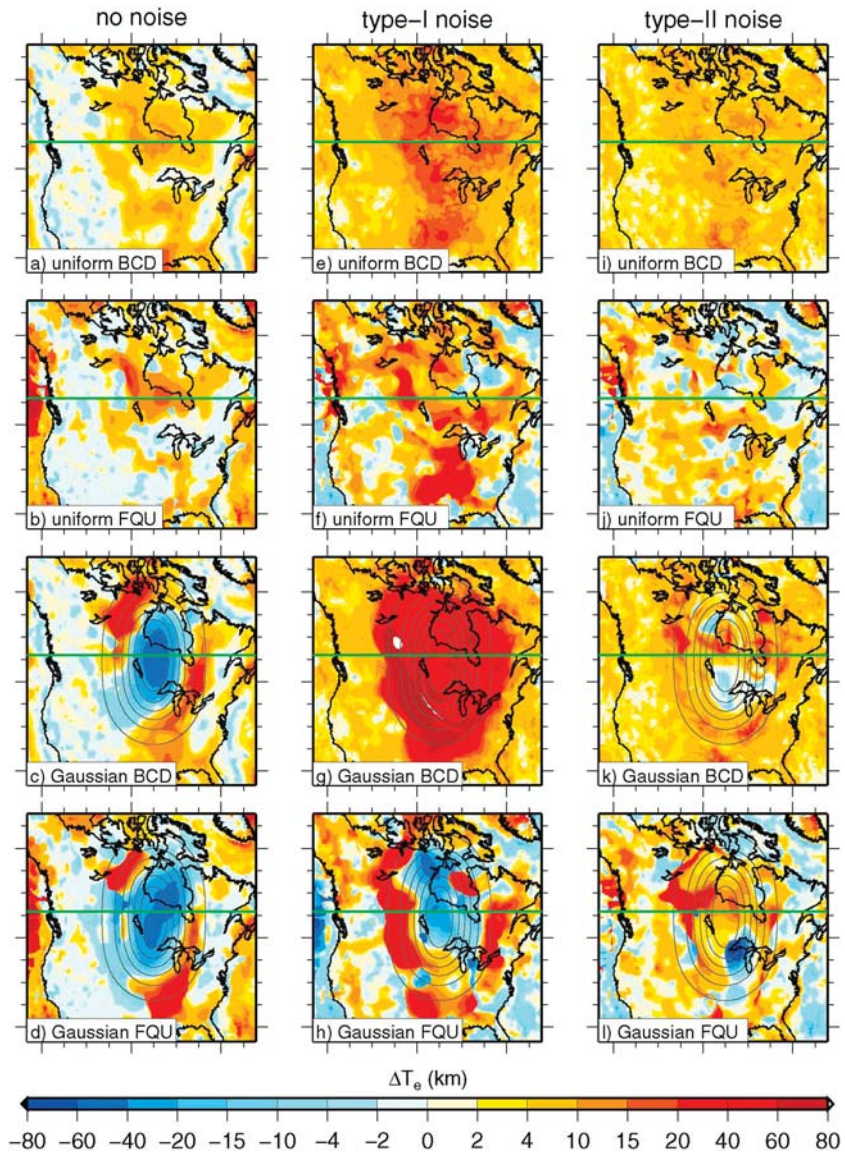 no noise type–I noise type–II noise
a) uniform BCD e) uniform BCD i) uniform BCD
b) uniform FQU f) uniform FQU j) uniform FQU
c) Gaussian BCD g) Gaussian BCD k) Gaussian BCD
d) Gaussian FQU h) Gaussian FQU l) Gaussian FQU
ΔTe (km)
−80 −60 −40 −20 −15 −10 −4 −2 0 2 4 10 15 20 40 60 80